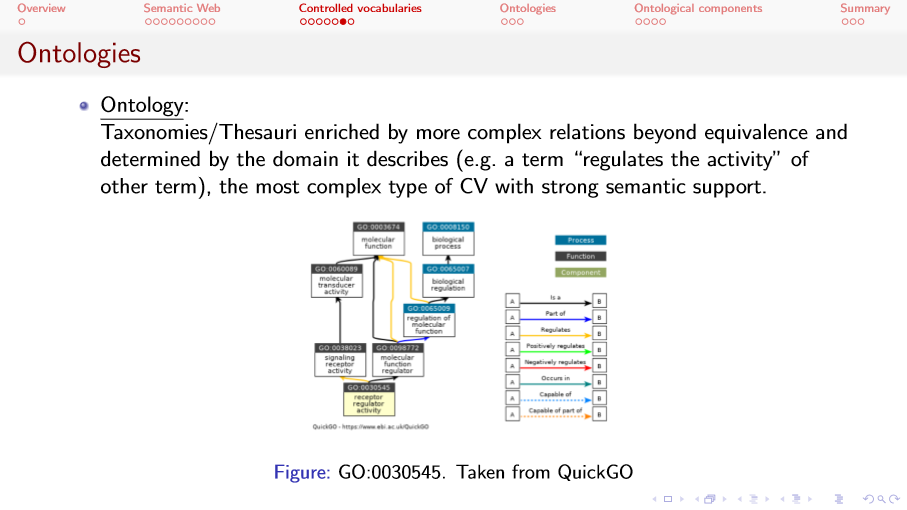 Overview
Semantic Web
Controlled vocabularies
Ontologies
Ontological components
Summary
Ontologies
Ontology:
Taxonomies/Thesauri enriched by more complex relations beyond equivalence and
determined by the domain it describes (e.g. a term “regulates the activity” of
other term), the most complex type of CV with strong semantic support.
GO:0003674
molecular
function
GO:0008150
biological
process
GO:0060089
molecular
transducer
activity
GO:0065007
biological
regulation
GO:0065009
regulation of
molecular
function
GO:0038023
signaling
receptor
activity
GO:0098772
molecular
function
regulator
GO:0030545
receptor
regulator
activity
QuickGO - https://www.ebi.ac.uk/QuickGO
Process
Function
Component
A Is a B
A Part of B
A Regulates B
A Positively regulates B
A Negatively regulates B
A Occurs in B
A Capable of B
A Capable of part of B
Figure: GO:0030545. Taken from QuickGO